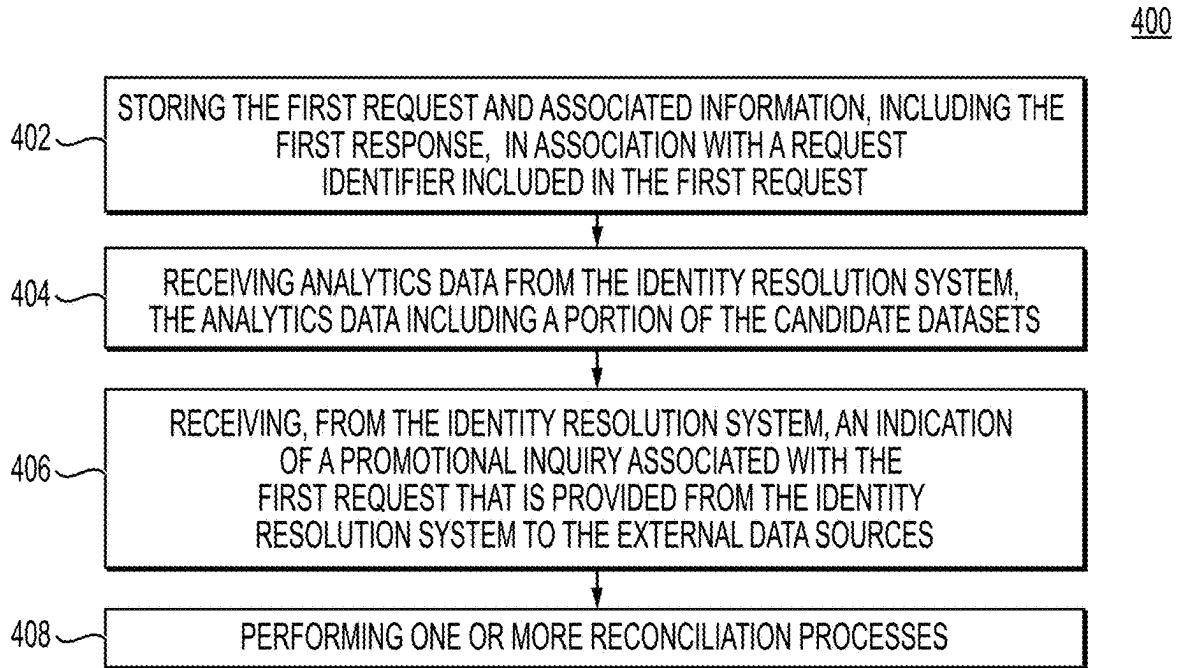 400
402
STORING THE FIRST REQUEST AND ASSOCIATED INFORMATION, INCLUDING THE
FIRST RESPONSE, IN ASSOCIATION WITH A REQUEST
IDENTIFIER INCLUDED IN THE FIRST REQUEST
404
RECEIVING ANALYTICS DATA FROM THE IDENTITY RESOLUTION SYSTEM,
THE ANALYTICS DATA INCLUDING A PORTION OF THE CANDIDATE DATASETS
406
RECEIVING, FROM THE IDENTITY RESOLUTION SYSTEM, AN INDICATION
OF A PROMOTIONAL INQUIRY ASSOCIATED WITH THE
FIRST REQUEST THAT IS PROVIDED FROM THE IDENTITY
RESOLUTION SYSTEM TO THE EXTERNAL DATA SOURCES
408
PERFORMING ONE OR MORE RECONCILIATION PROCESSES